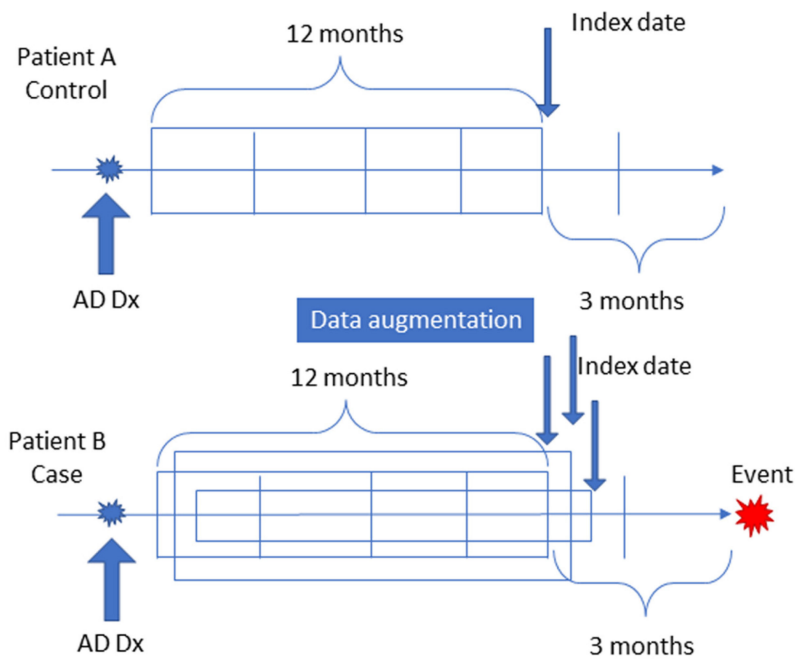 12 months
Index date
Patient A
Control
AD Dx
3 months
Data augmentation
Index date
12 months
Patient B
Case
Event
AD Dx
3 months